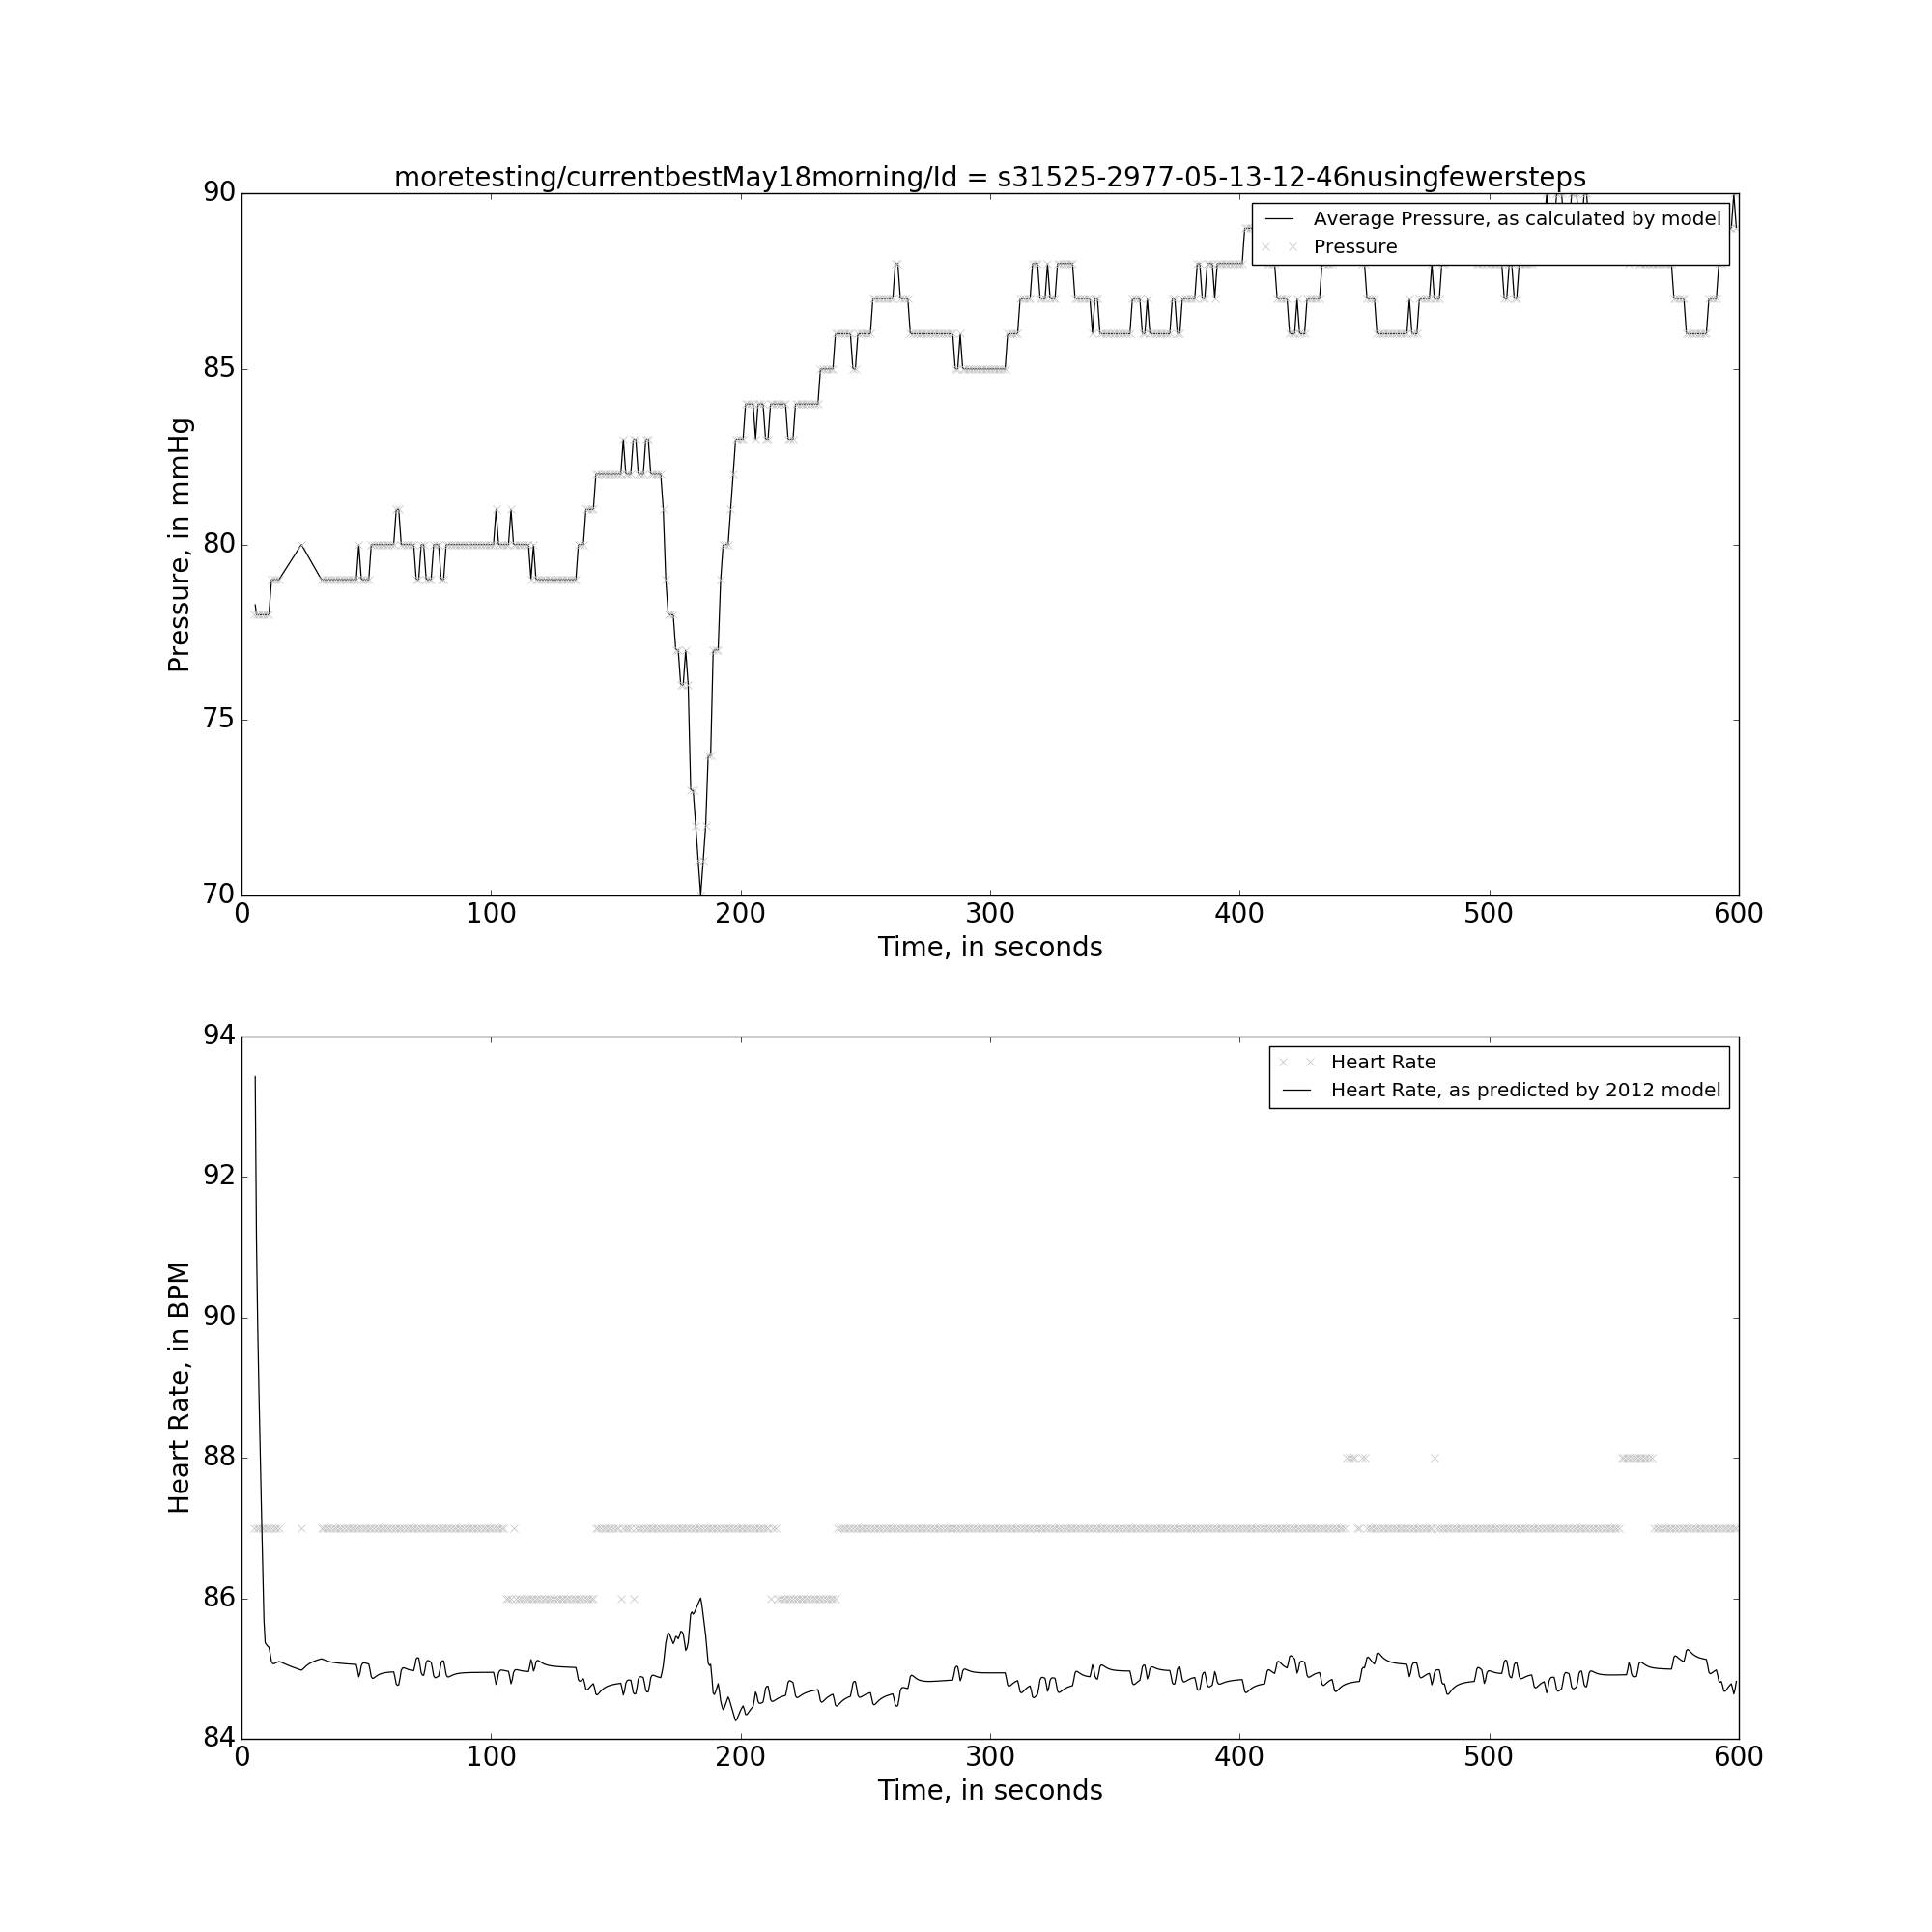 moretesting/currentbestMay18morning/Id = s31525-2977-05-13-12-46nusingfewersteps
90
85
80
75
70
Pressure, in mmHg
Average Pressure, as calculated by model
Pressure
0 100 200 300 400 500 600
Time, in seconds
94
92
90
88
86
84
Heart Rate, in BPM
Heart Rate
Heart Rate, as predicted by 2012 model
0 100 200 300 400 500 600
Time, in seconds